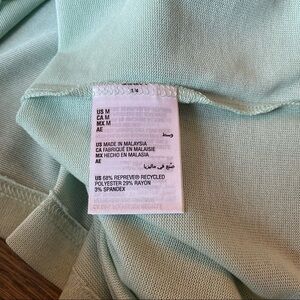 US M
CA M
MX M
AE
وسط
US MADE IN MALAYSIA
CA FABRIQUÉ EN MALAISIE
MX HECHO EN MALASIA
AE
صنع في ماليزيا
US 68% REPREVE® RECYCLED
POLYESTER 29% RAYON
3% SPANDEX